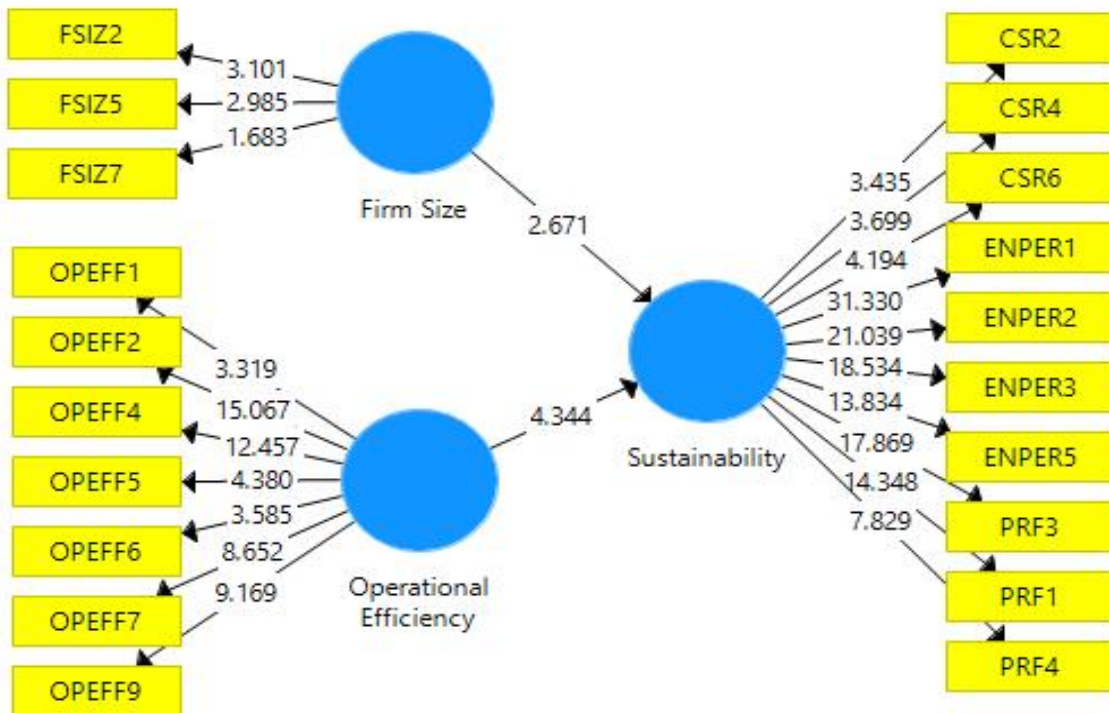 FSIZ2
FSIZ5
FSIZ7
3.101
2.985
1.683
Firm Size
2.671
OPEFF1
OPEFF2
OPEFF4
OPEFF5
OPEFF6
OPEFF7
OPEFF9
3.319
15.067
12.457
4.380
3.585
8.652
9.169
Operational
Efficiency
4.344
Sustainability
3.435
3.699
4.194
31.330
21.039
18.534
13.834
17.869
14.348
7.829
CSR2
CSR4
CSR6
ENPER1
ENPER2
ENPER3
ENPER5
PRF3
PRF1
PRF4